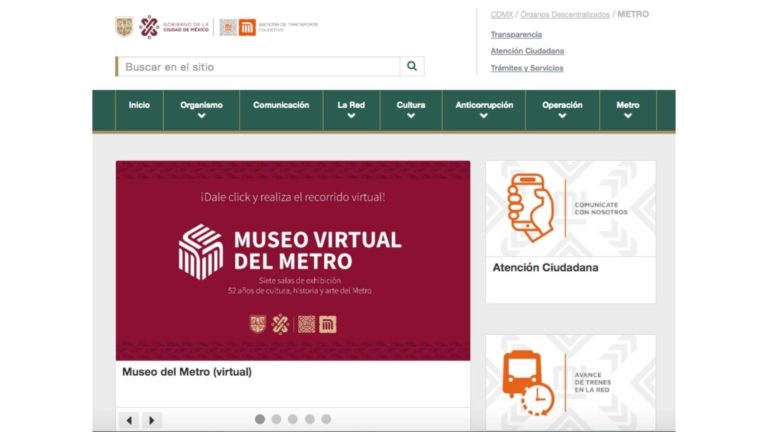 GOBIERNO DE LA
CIUDAD DE MÉXICO
SISTEMA DE TRANSPORTE
COLECTIVO
CDMX / Órganos Descentralizados / METRO
Transparencia
Atención Ciudadana
Trámites y Servicios
Buscar en el sitio
Inicio
Organismo
Comunicación
La Red
Cultura
Anticorrupción
Operación
Metro
¡Dale click y realiza el recorrido virtual!
MUSEO VIRTUAL
DEL METRO
Siete salas de exhibición
52 años de cultura, historia y arte del Metro
Museo del Metro (virtual)
COMUNÍCATE
CON NOSOTROS
Atención Ciudadana
AVANCE
DE TRENES
EN LA RED